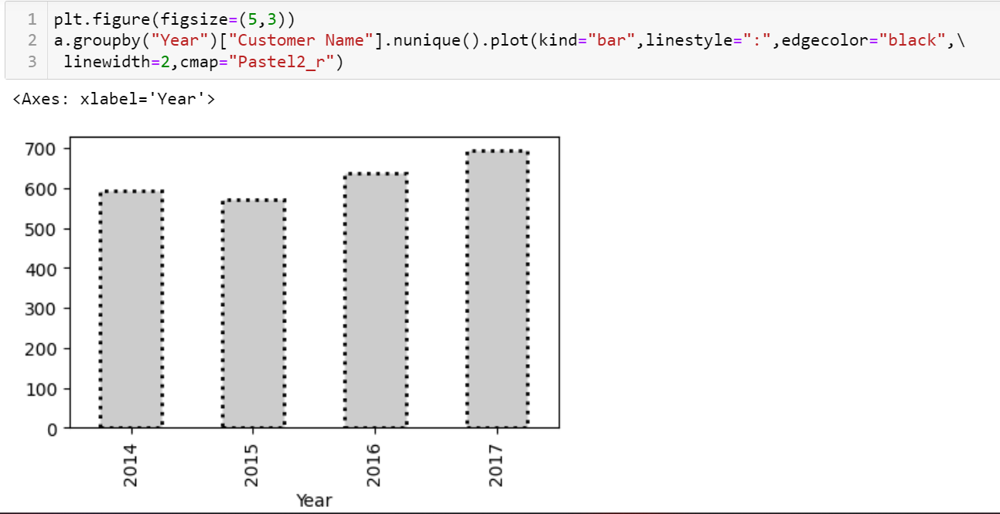 1 plt.figure(figsize=(5,3))
2 a.groupby("Year")["Customer Name"].nunique().plot(kind="bar",linestyle=":",edgecolor="black",\
3  linewidth=2,cmap="Pastel2_r")
<Axes: xlabel='Year'>
700
600
500
400
300
200
100
0
2014 2015 2016 2017
Year